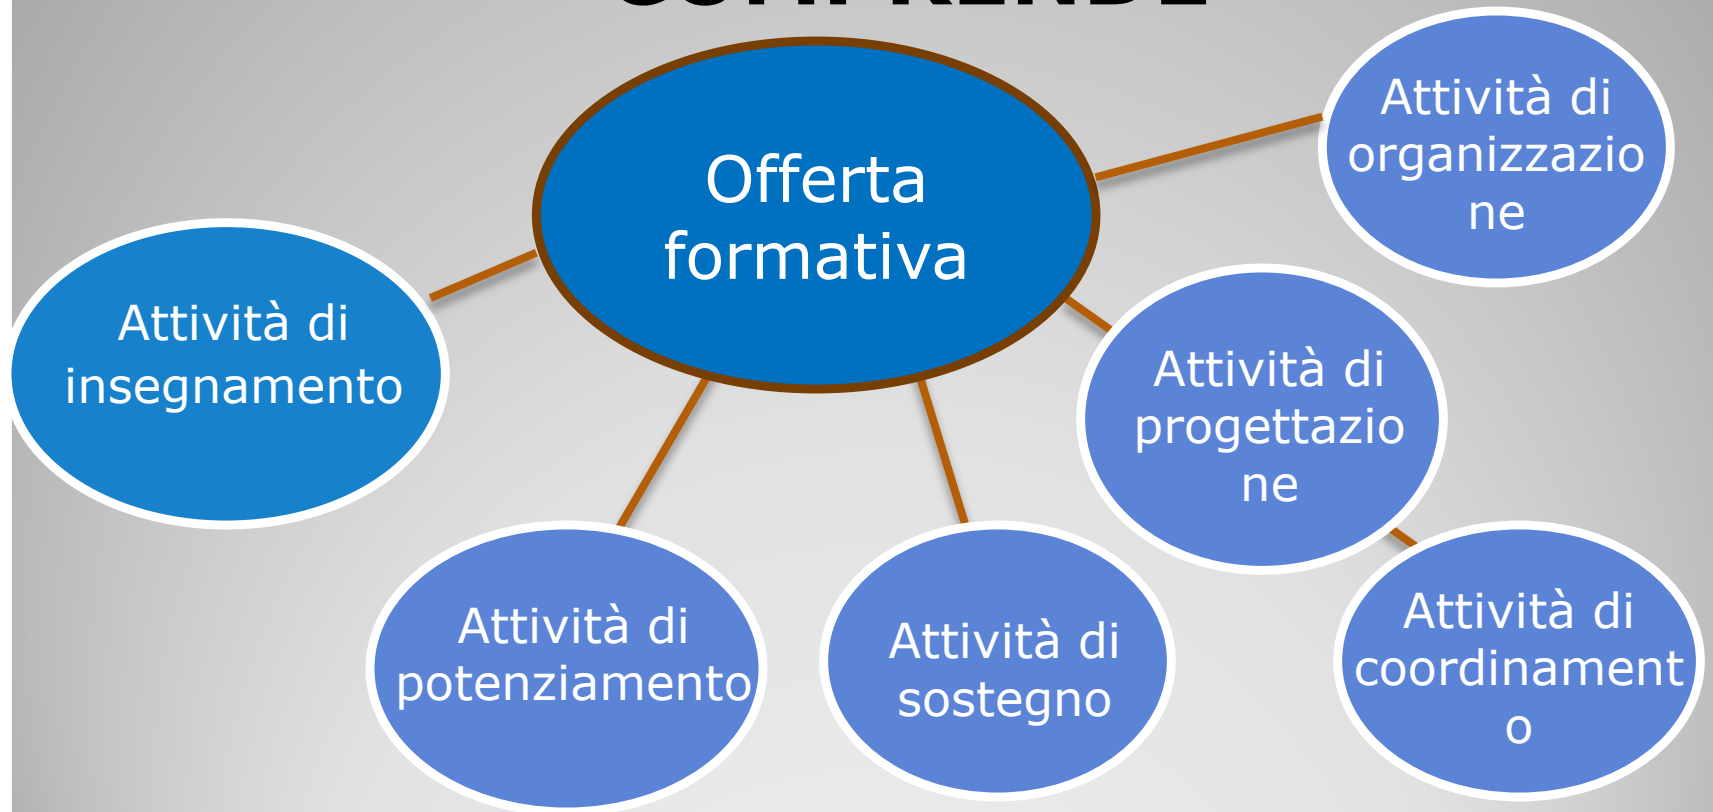 COMPRENDE
Offerta
formativa
Attività di
organizzazio
ne
Attività di
insegnamento
Attività di
progettazio
ne
Attività di
potenziamento
Attività di
sostegno
Attività di
coordinament
o